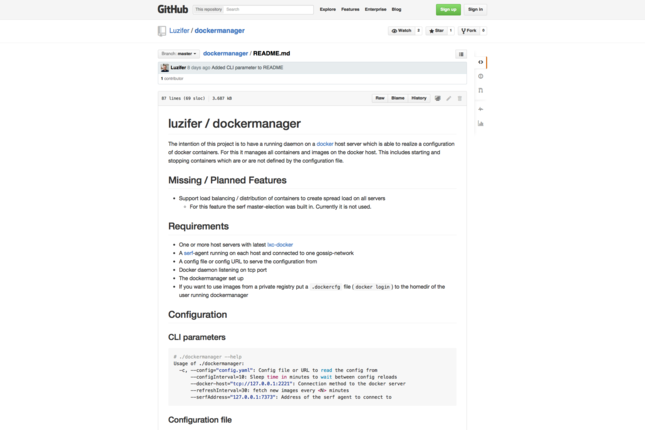 GitHub This repository Search Explore Features Enterprise Blog Sign up Sign in
Luzifer / dockermanager Watch 3 Star 1 Fork 0
Branch: master dockermanager / README.md
Luzifer 6 days ago Added CLI parameter to README
1 contributor
97 lines (69 sloc) 3.687 kB Raw Blame History
luzifer / dockermanager
The intention of this project is to have a running daemon on a docker host server which is able to realize a configuration
of docker containers. For this it manages all containers and images on the docker host. This includes starting and
stopping containers which are or are not defined by the configuration file.
Missing / Planned Features
Support load balancing / distribution of containers to create spread load on all servers
For this feature the serf master-election was built in. Currently it is not used.
Requirements
One or more host servers with latest lxc-docker
A serf-agent running on each host and connected to one gossip-network
A config file or config URL to serve the configuration from
Docker daemon listening on tcp port
The dockermanager set up
If you want to use images from a private registry put a .dockercfg file (docker login) to the homedir of the
user running dockermanager
Configuration
CLI parameters
# ./dockermanager --help
Usage of ./dockermanager:
-c, --config="config.yaml": Config file or URL to read the config from
--configInterval=10: Sleep time in minutes to wait between config reloads
--docker-host="tcp://127.0.0.1:2221": Connection method to the docker server
--refreshInterval=30: fetch new images every <N> minutes
--serfAddress="127.0.0.1:7373": Address of the serf agent to connect to
Configuration file